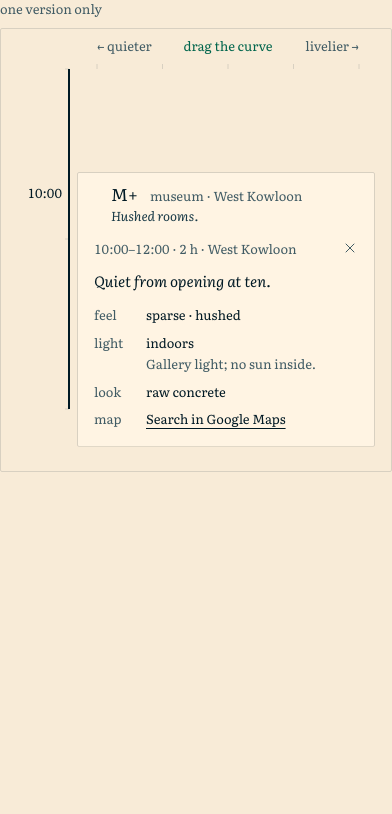 one version only
← quieter drag the curve livelier →
10:00
M+ museum · West Kowloon
Hushed rooms.
10:00–12:00 · 2 h · West Kowloon
Quiet from opening at ten.
feel sparse · hushed
light indoors
Gallery light; no sun inside.
look raw concrete
map Search in Google Maps